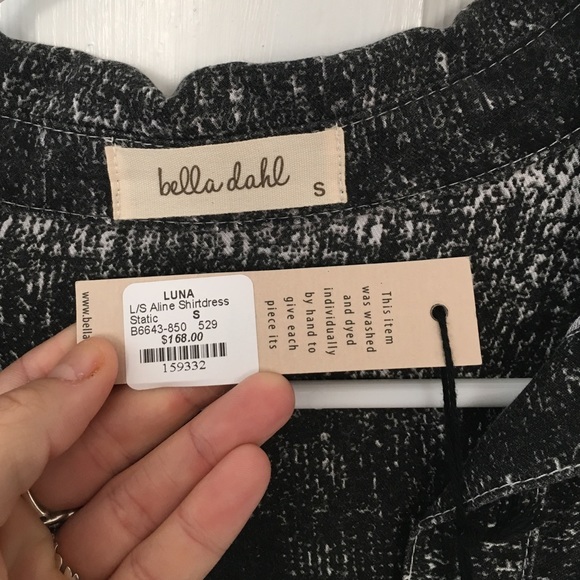 bella dahl
S
LUNA
L/S Aline Shirtdress
Static S
B6643-850 529
$168.00
159332
www.bella
This item
was washed
and dyed
individually
by hand to
give each
piece its